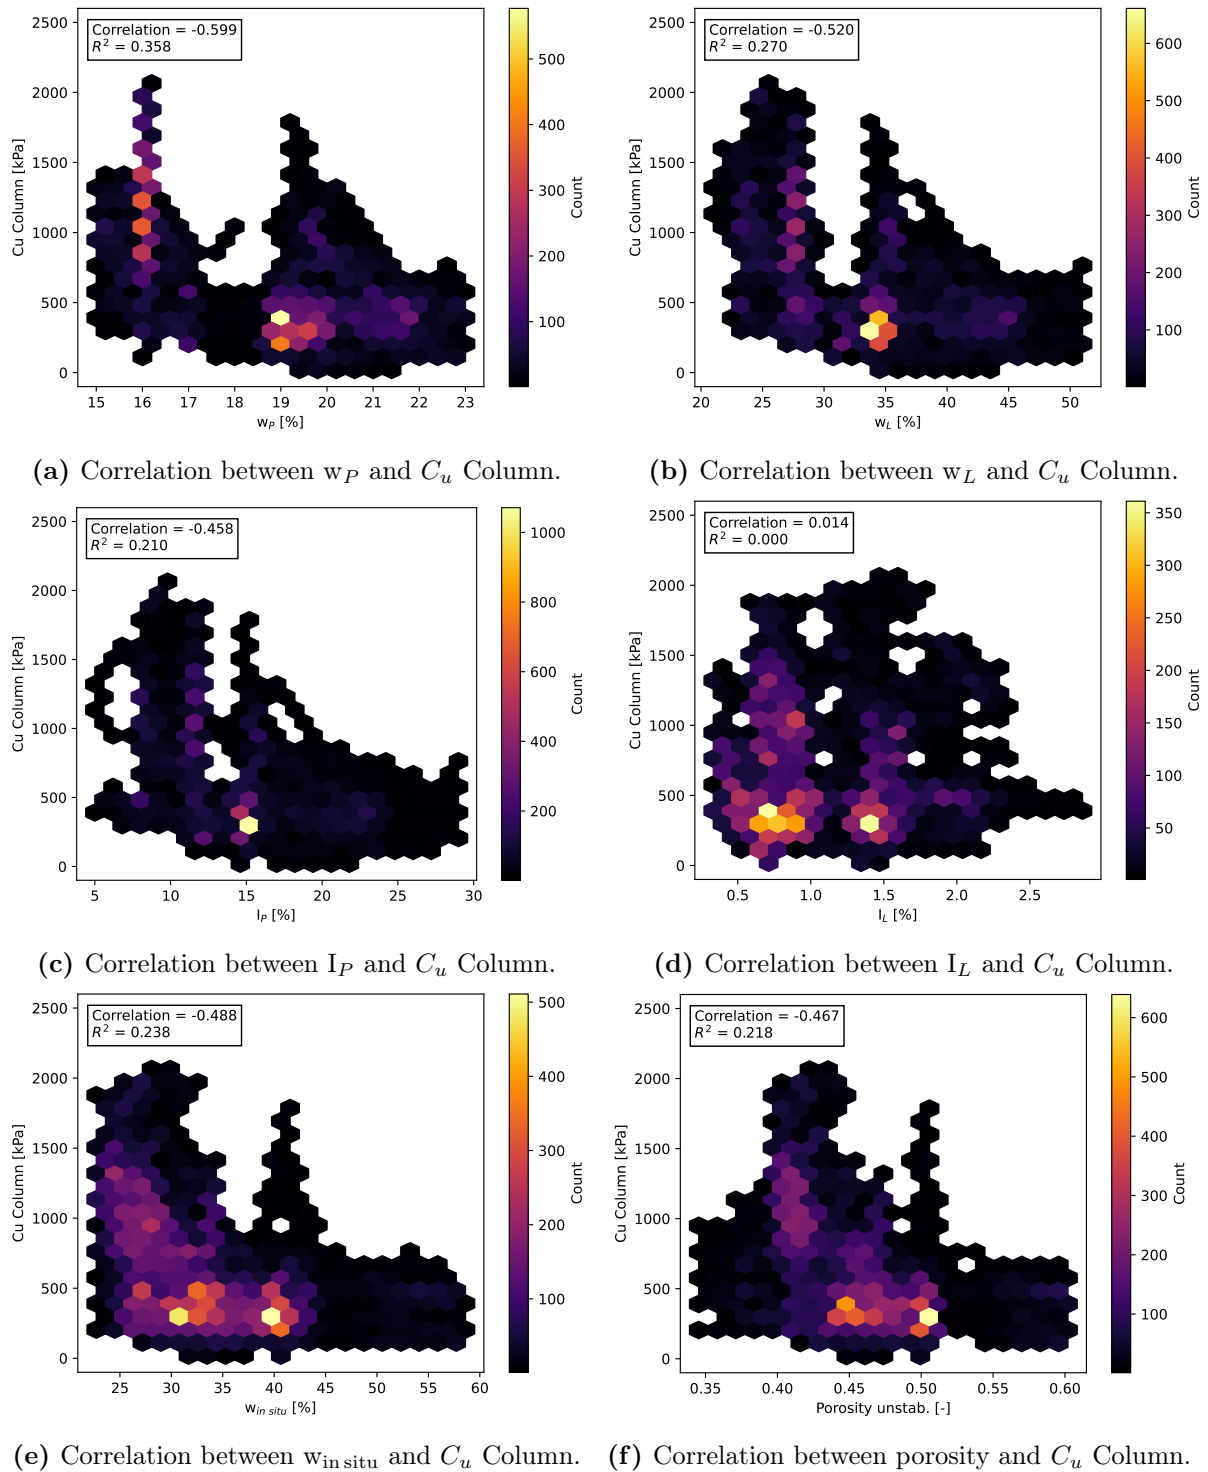 Correlation = -0.599
R² = 0.358
2500
2000
1500
1000
500
0
Cu Column [kPa]
15 16 17 18 19 20 21 22 23
w_P [%]
500
400
300
200
100
Count
(a) Correlation between w_P and C_u Column.
Correlation = -0.520
R² = 0.270
2500
2000
1500
1000
500
0
Cu Column [kPa]
20 25 30 35 40 45 50
w_L [%]
600
500
400
300
200
100
Count
(b) Correlation between w_L and C_u Column.
Correlation = -0.458
R² = 0.210
2500
2000
1500
1000
500
0
Cu Column [kPa]
5 10 15 20 25 30
I_P [%]
1000
800
600
400
200
Count
(c) Correlation between I_P and C_u Column.
Correlation = 0.014
R² = 0.000
2500
2000
1500
1000
500
0
Cu Column [kPa]
0.5 1.0 1.5 2.0 2.5
I_L [%]
350
300
250
200
150
100
50
Count
(d) Correlation between I_L and C_u Column.
Correlation = -0.488
R² = 0.238
2500
2000
1500
1000
500
0
Cu Column [kPa]
25 30 35 40 45 50 55 60
w_in situ [%]
500
400
300
200
100
Count
(e) Correlation between w_in situ and C_u Column.
Correlation = -0.467
R² = 0.218
2500
2000
1500
1000
500
0
Cu Column [kPa]
0.35 0.40 0.45 0.50 0.55 0.60
Porosity unstab. [-]
600
500
400
300
200
100
Count
(f) Correlation between porosity and C_u Column.